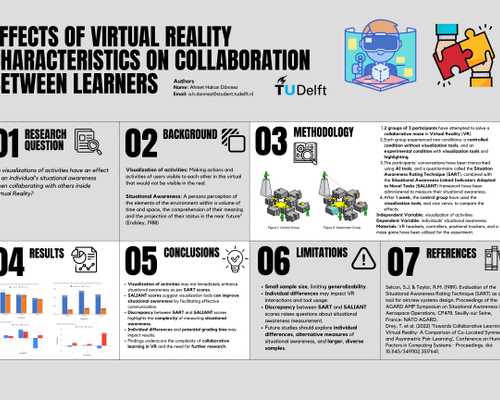 FFECTS OF VIRTUAL REALITY
HARACTERISTICS ON COLLABORATION
ETWEEN LEARNERS
Authors
Name: Ahmet Hakan Dönmez
Email: a.h.donmez@student.tudelft.nl
TU Delft
01 RESEARCH
QUESTION
visualizations of activities have an effect
an individual's situational awareness
en collaborating with others inside
rtual Reality?
02 BACKGROUND
Visualization of activities: Making actions and
activities of users visible to each other in the virtual
that would not be visible in the real.
Situational Awareness: A persons perception of
the elements of the environment within a volume of
time and space, the comprehension of their meaning
and the projection of their status in the near future"
(Endsley, 1988)
03 METHODOLOGY
Figure 1: Control Group
Figure 2: Experiment Group
1. 2 groups of 3 participants have attempted to solve a
collaborative maze in Virtual Reality (VR)
2. Each group experienced two conditions: a controlled
condition without visualization tools, and an
experimental condition with visualization tools and
highlighting.
3. The participants' conversations have been transcribed
using AI tools, and a questionnaire called the Situation
Awareness Rating Technique (SART), combined with
the Situational Awareness Linked Indicators Adapted
to Novel Tasks (SALIANT) framework have been
administered to measure their situational awareness.
4. After 1 week, the control group have used the
visualization tools, and vice versa, to compare the
effects.
Independent Variable: visualization of activities
Dependent Variable: individuals' situational awareness.
Materials: VR headsets, controllers, positional trackers, and a
maze game have been utilized for the experiment.
04 RESULTS
05 CONCLUSIONS
Visualization of activities may not immediately enhance
situational awareness as per SART scores.
SALIANT scores suggest visualization tools can improve
situational awareness by facilitating effective
communication.
Discrepancy between SART and SALIANT scores
highlights the complexity of measuring situational
awareness.
Individual differences and potential grading bias may
impact results.
Findings underscore the complexities of collaborative
learning in VR and the need for further research.
06 LIMITATIONS
Small sample size, limiting generalizability.
Individual differences may impact VR
interactions and tool usage.
Discrepancy between SART and SALIANT
scores raises questions about situational
awareness measurement.
Future studies should explore individual
differences, alternative measures
of situational awareness, and larger, diverse
samples.
07 REFERENCES
Selcon, S.J. & Taylor, R.M. (1989). Evaluation of the
Situational Awareness Rating Technique (SART) as a
tool for aircrew systems design. Proceedings of the
AGARD AMP Symposium on Situational Awareness in
Aerospace Operations, CP478. Seuilly-sur Seine,
France: NATO AGARD.
Drey, T. et al. (2022) 'Towards Collaborative Learning
Virtual Reality: A Comparison of Co-Located Symme
and Asymmetric Pair-Learning', Conference on Human
Factors in Computing Systems - Proceedings. doi:
10.1145/3491102.3517641.